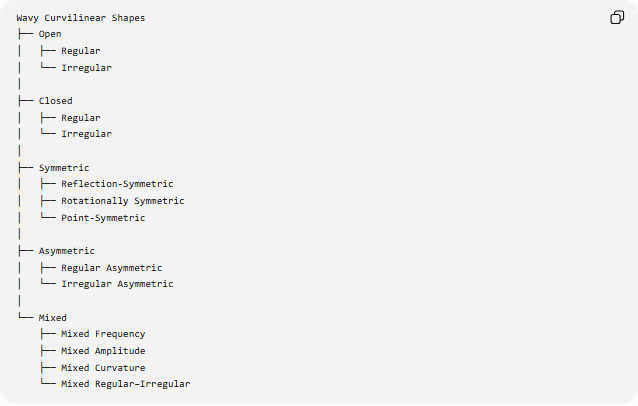 Wavy Curvilinear Shapes
├── Open
│   ├── Regular
│   └── Irregular
│
├── Closed
│   ├── Regular
│   └── Irregular
│
├── Symmetric
│   ├── Reflection-Symmetric
│   ├── Rotationally Symmetric
│   └── Point-Symmetric
│
├── Asymmetric
│   ├── Regular Asymmetric
│   └── Irregular Asymmetric
│
└── Mixed
    ├── Mixed Frequency
    ├── Mixed Amplitude
    ├── Mixed Curvature
    └── Mixed Regular–Irregular